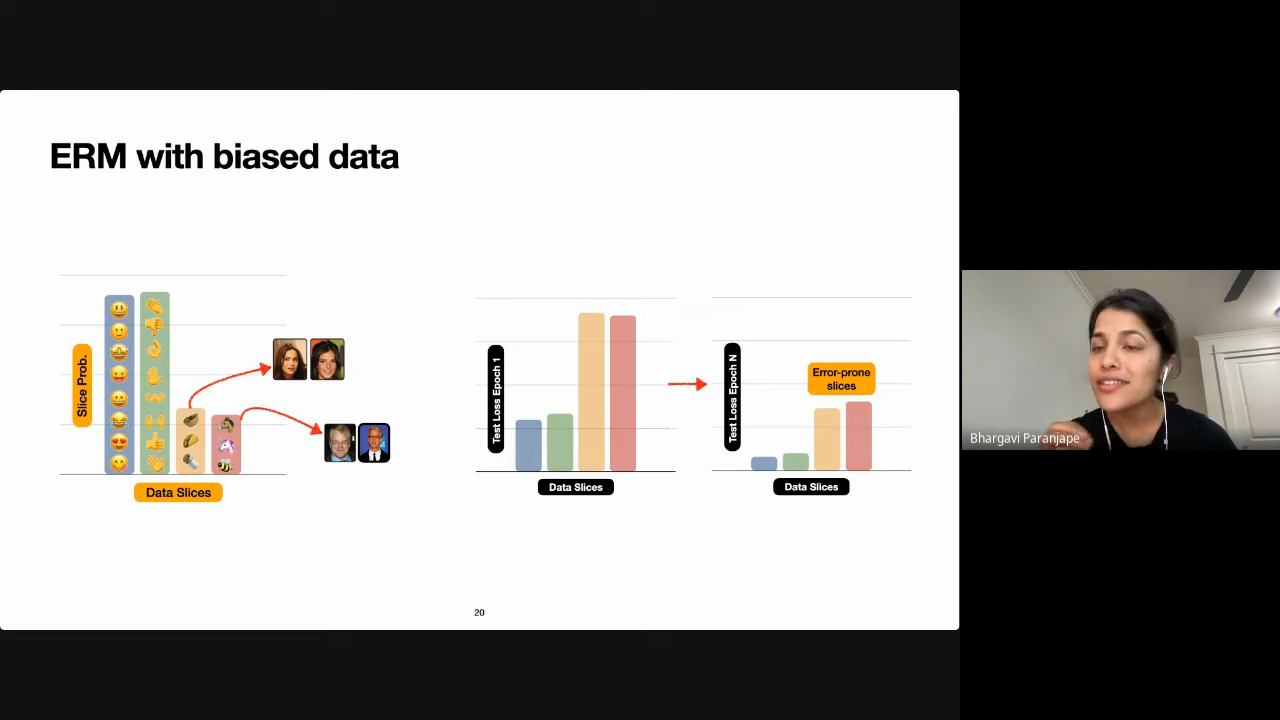 ERM with biased data
Slice Prob.
Data Slices
Test Loss Epoch 1
Data Slices
Test Loss Epoch N
Error-prone
slices
Data Slices
20
Bhargavi Paranjape